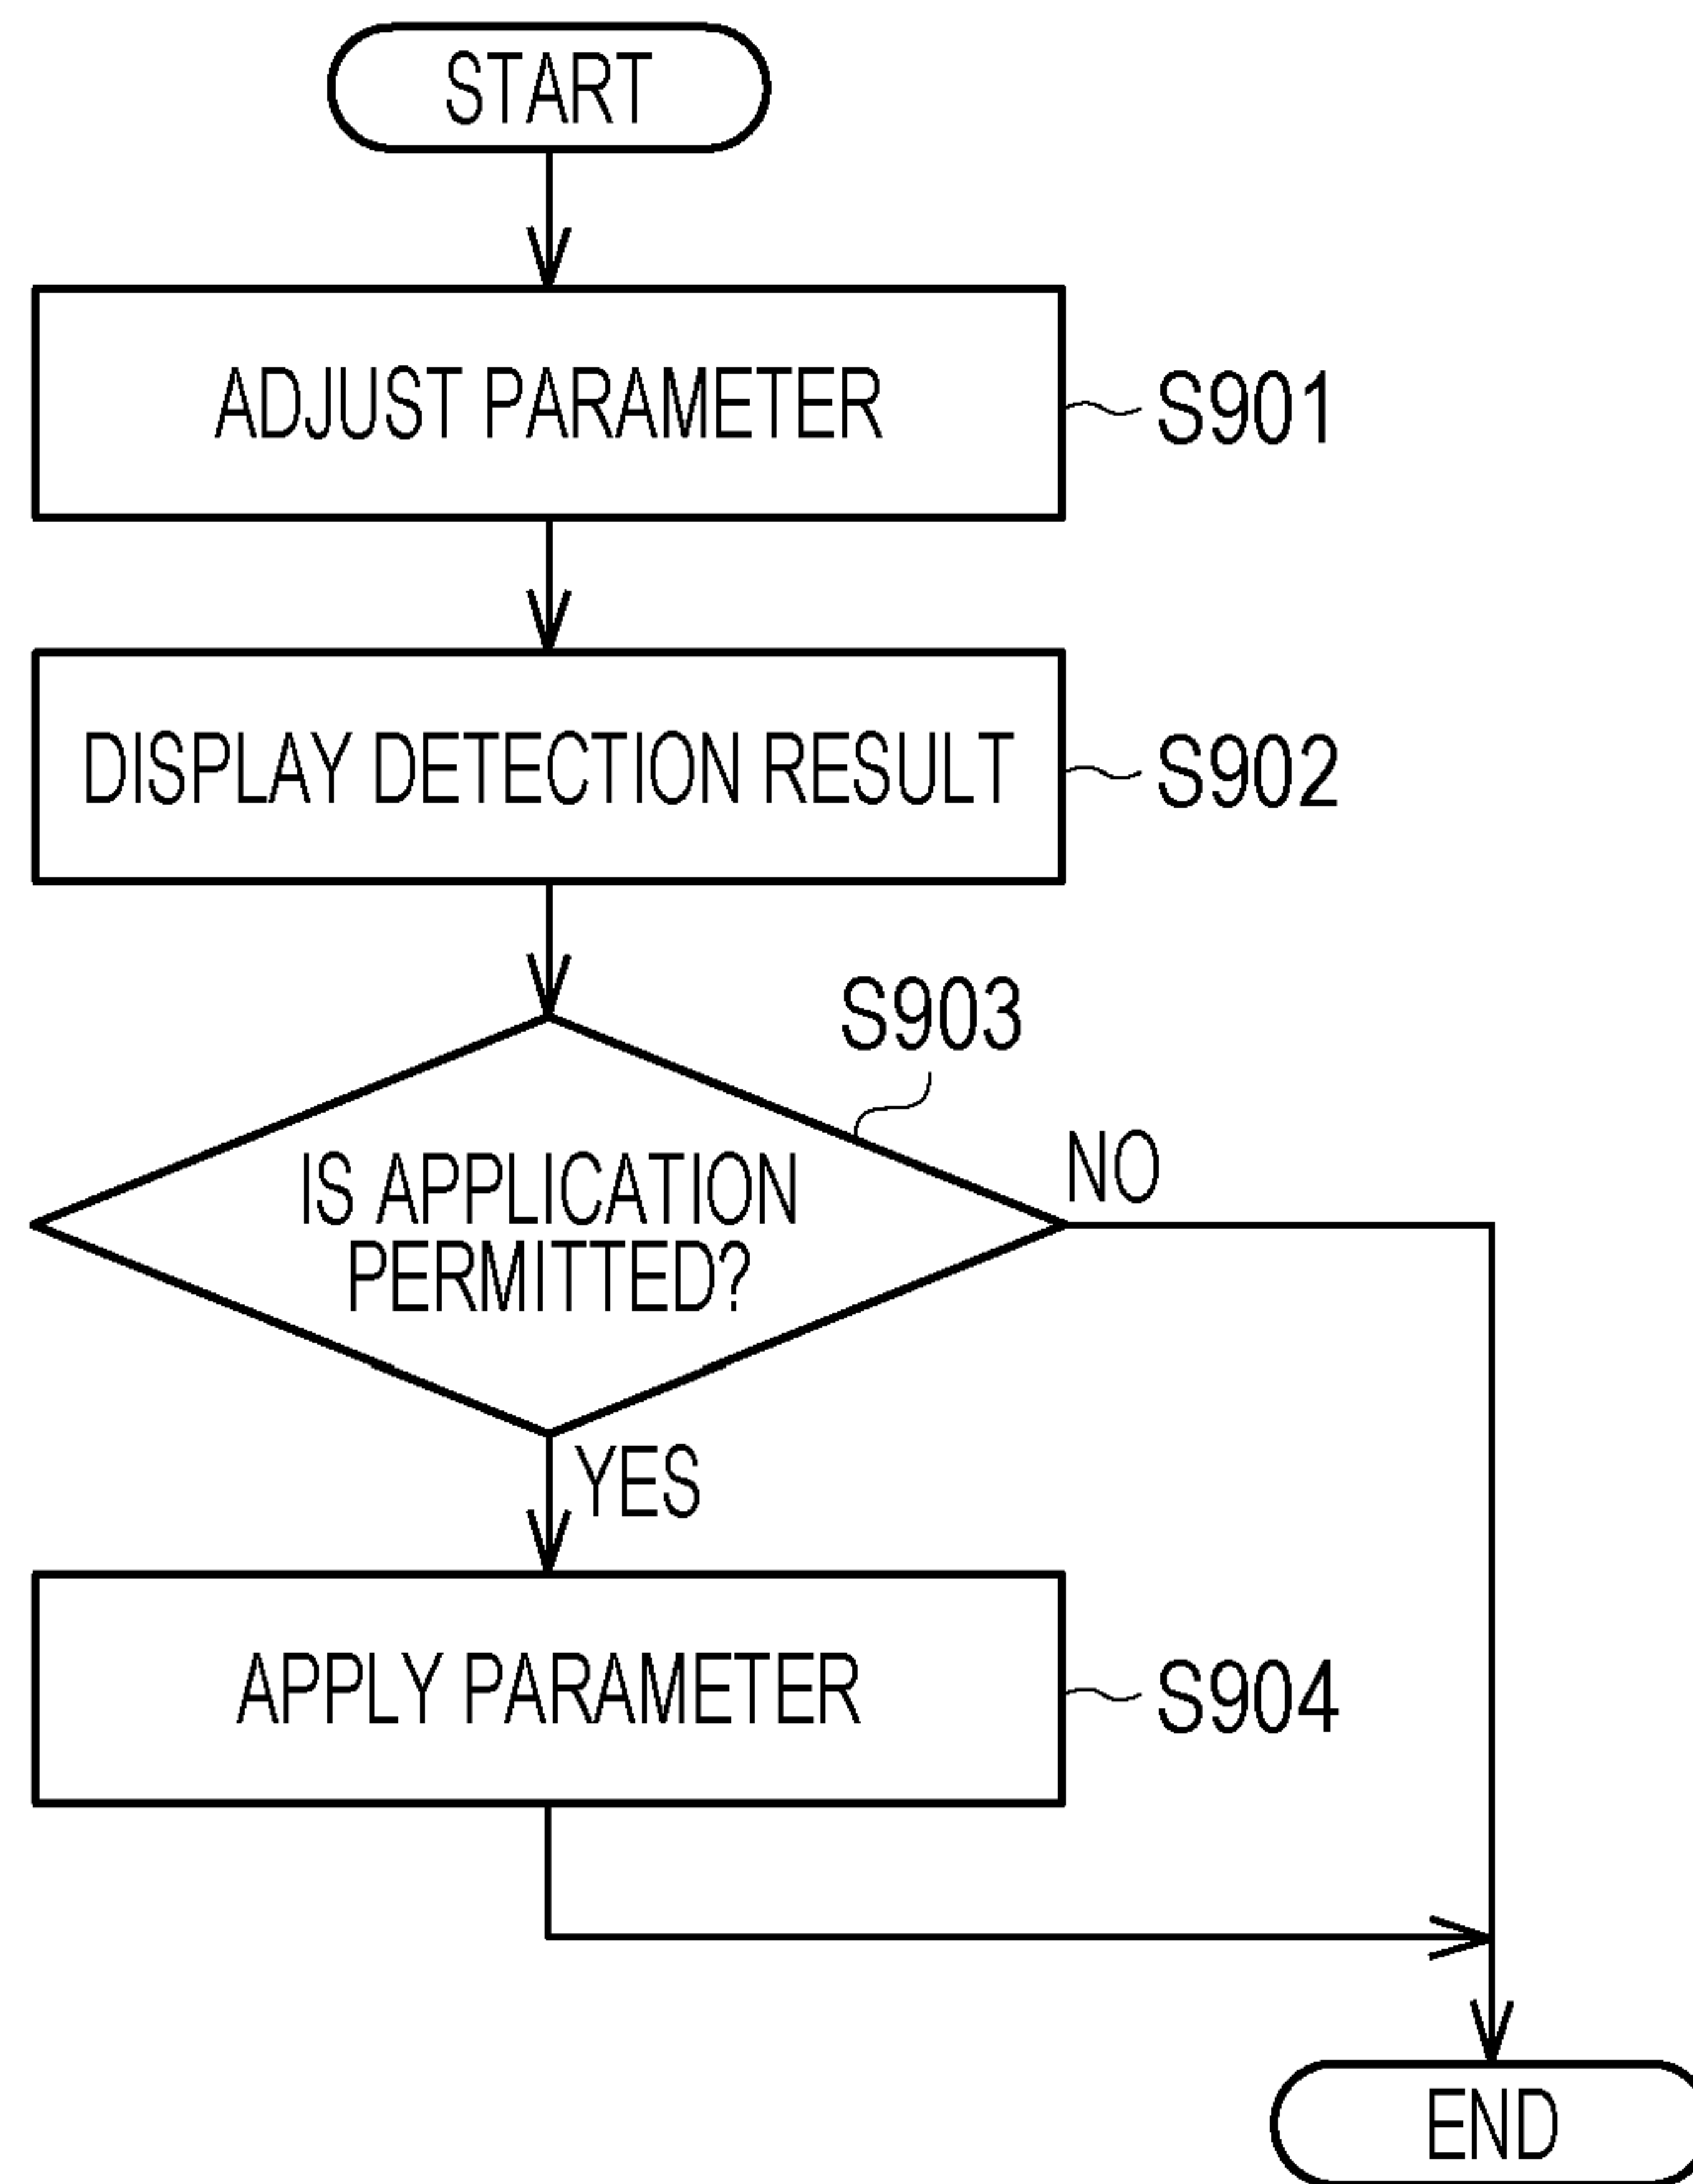 START
ADJUST PARAMETER
S901
DISPLAY DETECTION RESULT
S902
S903
IS APPLICATION
PERMITTED?
NO
YES
APPLY PARAMETER
S904
END